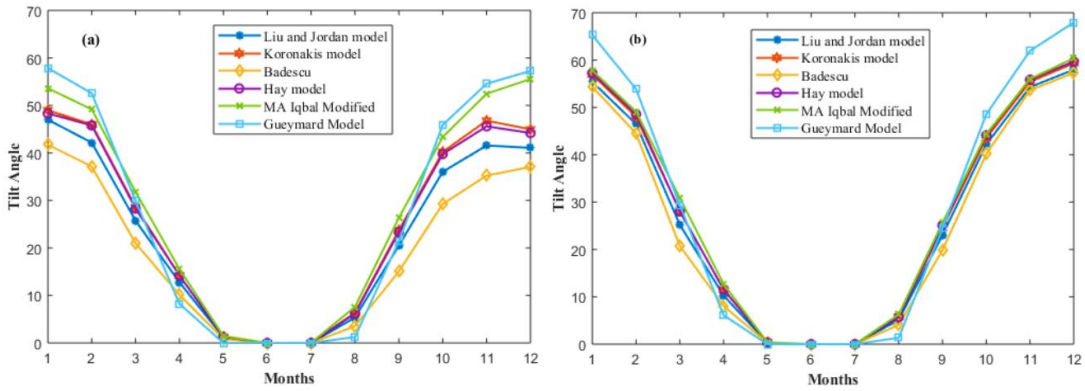 (a)
Liu and Jordan model
Koronakis model
Badescu
Hay model
MA Iqbal Modified
Gueymard Model
Tilt Angle
70
60
50
40
30
20
10
0
1 2 3 4 5 6 7 8 9 10 11 12
Months
(b)
Liu and Jordan model
Koronakis model
Badescu
Hay model
MA Iqbal Modified
Gueymard Model
Tilt Angle
70
60
50
40
30
20
10
0
1 2 3 4 5 6 7 8 9 10 11 12
Months